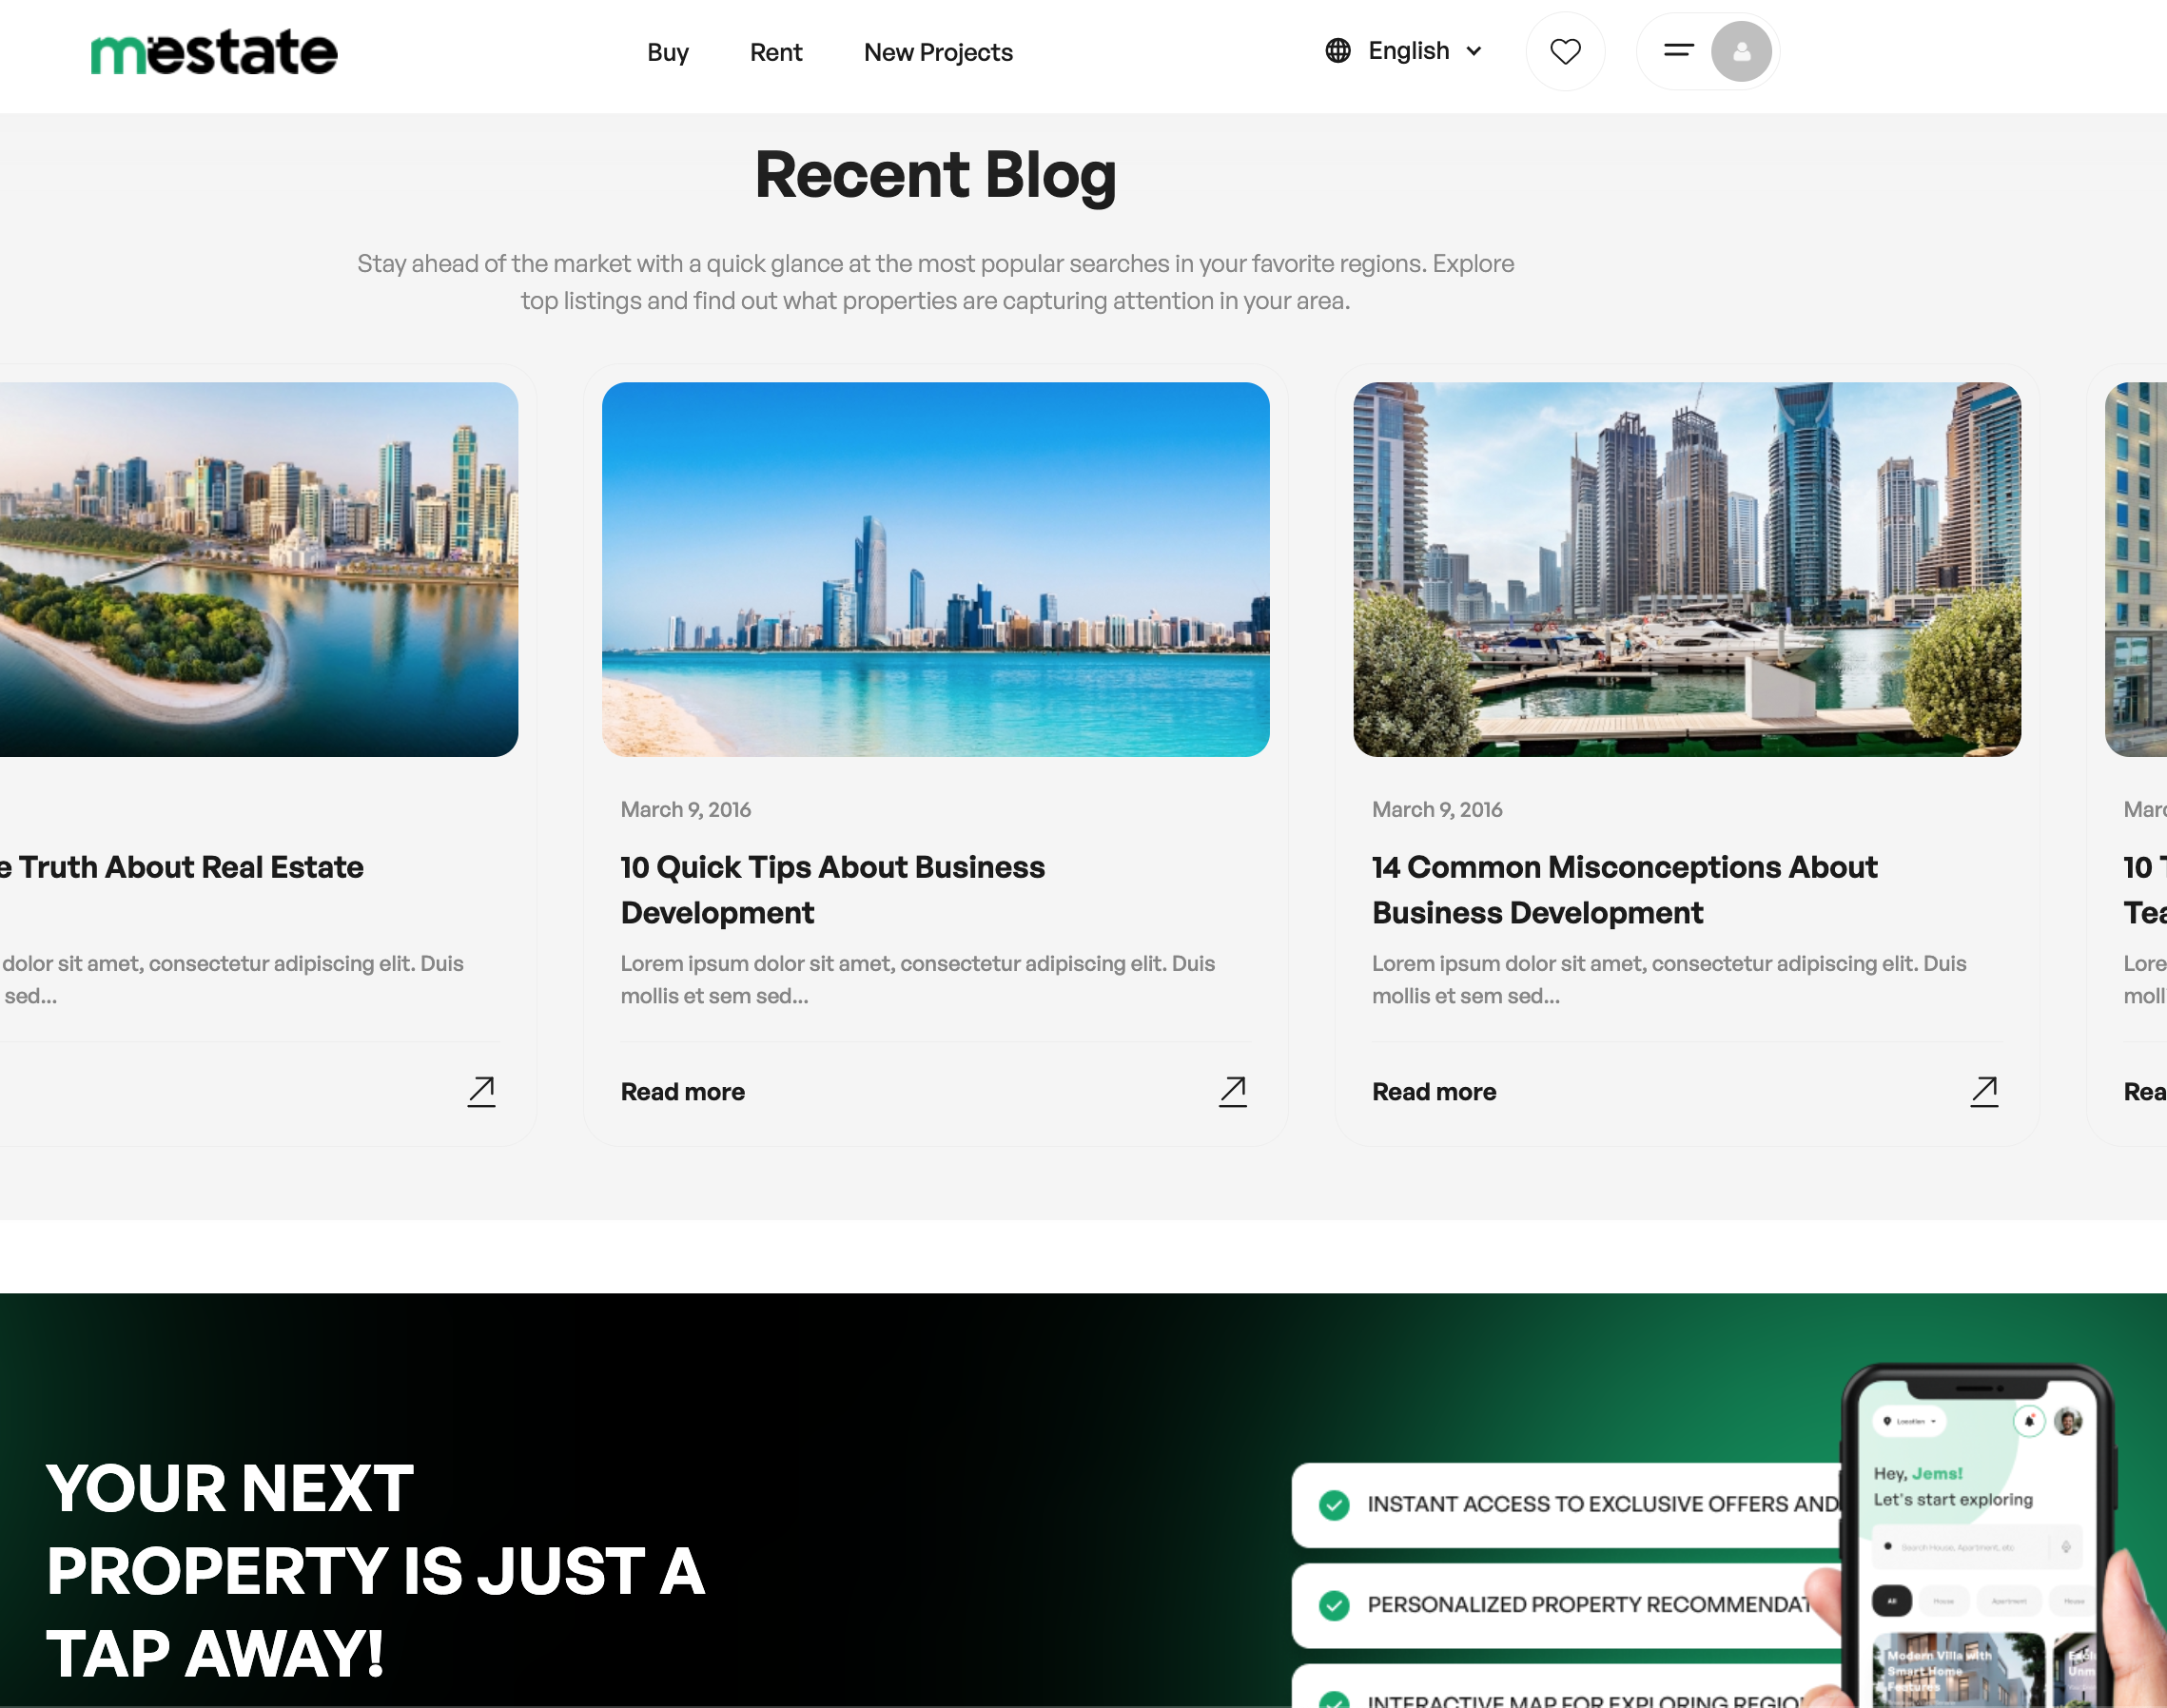 mestate
Buy
Rent
New Projects
English
Recent Blog
Stay ahead of the market with a quick glance at the most popular searches in your favorite regions. Explore
top listings and find out what properties are capturing attention in your area.
e Truth About Real Estate
dolor sit amet, consectetur adipiscing elit. Duis
sed...
March 9, 2016
10 Quick Tips About Business
Development
Lorem ipsum dolor sit amet, consectetur adipiscing elit. Duis
mollis et sem sed...
Read more
March 9, 2016
14 Common Misconceptions About
Business Development
Lorem ipsum dolor sit amet, consectetur adipiscing elit. Duis
mollis et sem sed...
Read more
Marc
10 T
Tea
Lore
moll
Rea
YOUR NEXT
PROPERTY IS JUST A
TAP AWAY!
INSTANT ACCESS TO EXCLUSIVE OFFERS AND
PERSONALIZED PROPERTY RECOMMENDAT
INTERACTIVE MAP FOR EXPLORING REGIO
Location
Hey, Jems!
Let's start exploring
Search House, Apartment, etc
All
House
Apartment
House
Modern Villa with
Smart Home
Features